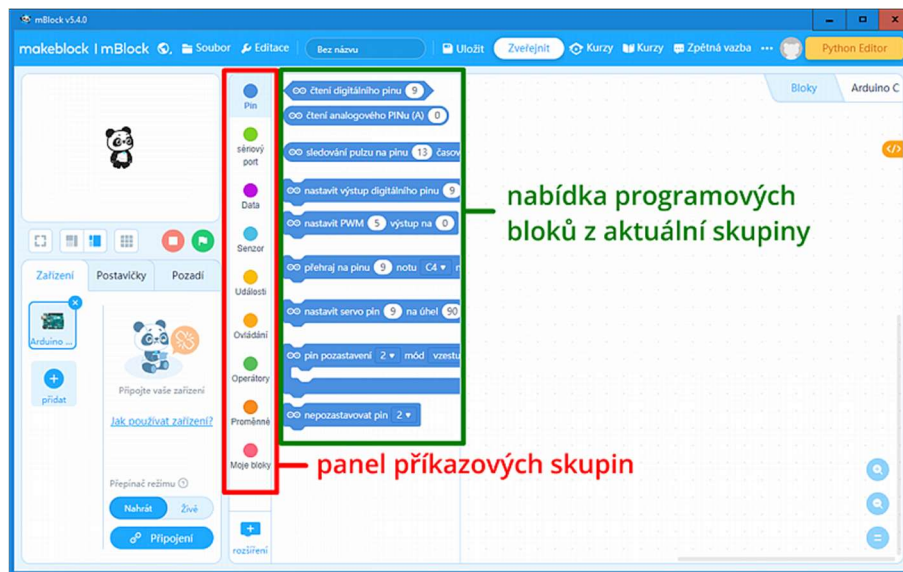 mBlock v5.4.0
makeblock | mBlock Soubor Editace Bez názvu Uložit Zveřejnit Kurzy Kurzy Zpětná vazba ••• Python Editor
Bloky Arduino C
</>
Pin
sériový
port
Data
Senzor
Události
Ovládání
Operátory
Proměnné
Moje bloky
rozšíření
čtení digitálního pinu 9
čtení analogového PINu (A) 0
sledování pulzu na pinu 13 časov
nastavit výstup digitálního pinu 9
nastavit PWM 5 výstup na 0
přehraj na pinu 9 notu C4 n
nastavit servo pin 9 na úhel 90
pin pozastavení 2 mód vzestu
nepozastavovat pin 2
nabídka programových
bloků z aktuální skupiny
panel příkazových skupin
Zařízení Postavičky Pozadí
Arduino ...
přidat
Připojte vaše zařízení
Jak používat zařízení?
Přepínač režimu ?
Nahrát Živě
Připojení